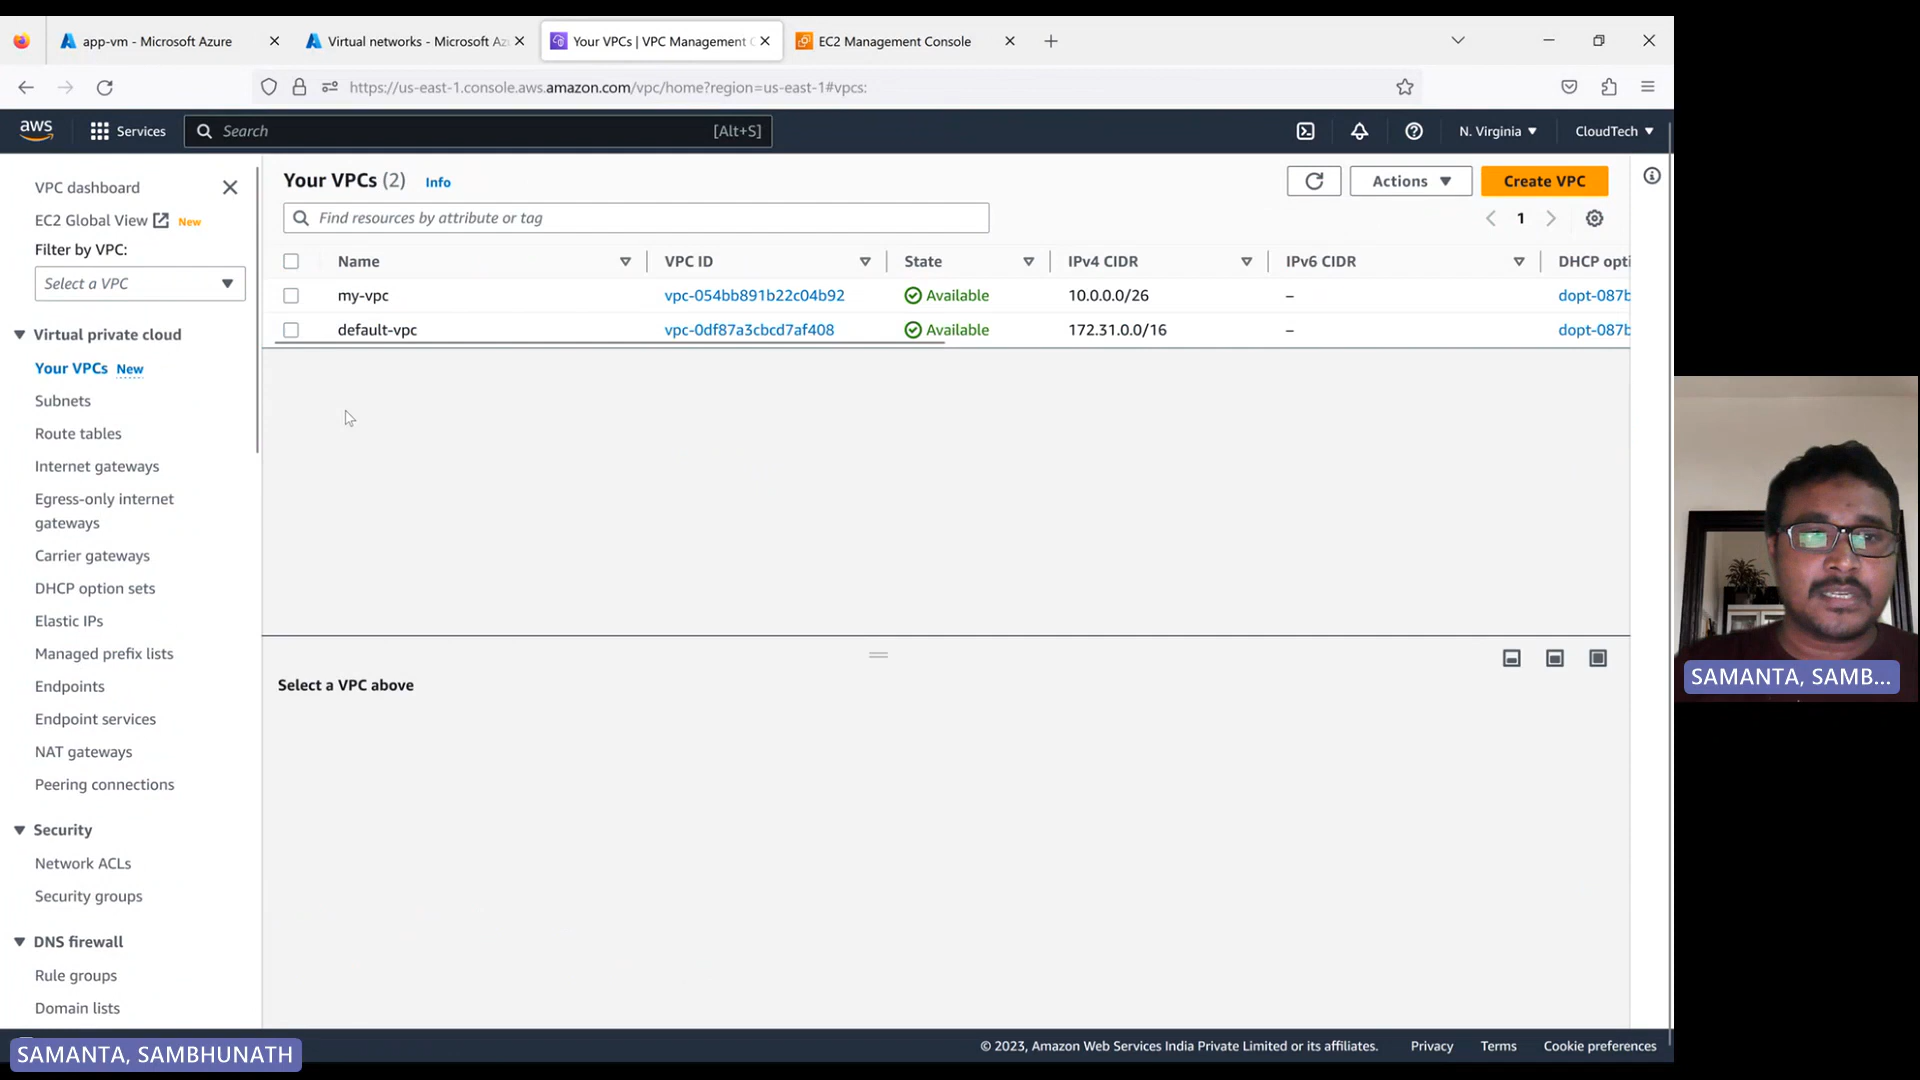 app-vm - Microsoft Azure
Virtual networks - Microsoft Az
Your VPCs | VPC Management C
EC2 Management Console
https://us-east-1.console.aws.amazon.com/vpc/home?region=us-east-1#vpcs:
aws
Services
Search
[Alt+S]
N. Virginia
CloudTech
VPC dashboard
EC2 Global View New
Filter by VPC:
Select a VPC
Virtual private cloud
Your VPCs New
Subnets
Route tables
Internet gateways
Egress-only internet
gateways
Carrier gateways
DHCP option sets
Elastic IPs
Managed prefix lists
Endpoints
Endpoint services
NAT gateways
Peering connections
Security
Network ACLs
Security groups
DNS firewall
Rule groups
Domain lists
Your VPCs (2) Info
Actions
Create VPC
Find resources by attribute or tag
1
Name VPC ID State IPv4 CIDR IPv6 CIDR DHCP opti
my-vpc vpc-054bb891b22c04b92 Available 10.0.0.0/26 – dopt-087b
default-vpc vpc-0df87a3cbcd7af408 Available 172.31.0.0/16 – dopt-087b
Select a VPC above
SAMANTA, SAMB...
SAMANTA, SAMBHUNATH
© 2023, Amazon Web Services India Private Limited or its affiliates. Privacy Terms Cookie preferences